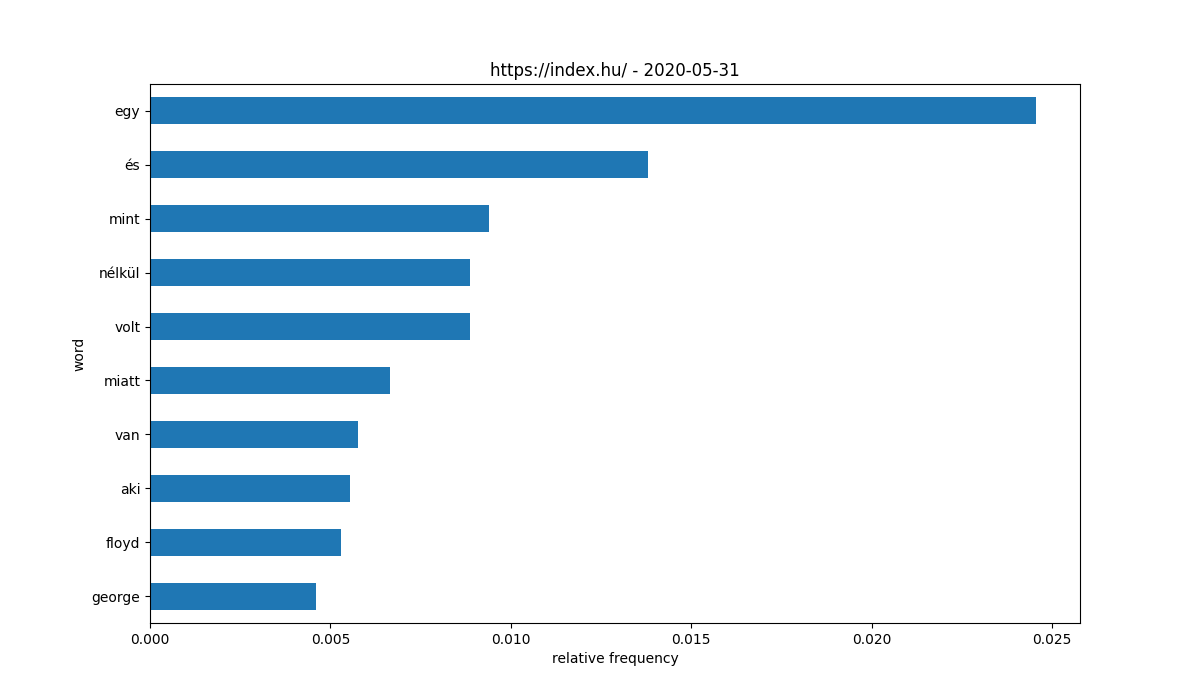 https://index.hu/ - 2020-05-31
egy
és
mint
nélkül
volt
miatt
van
aki
floyd
george
word
0.000 0.005 0.010 0.015 0.020 0.025
relative frequency